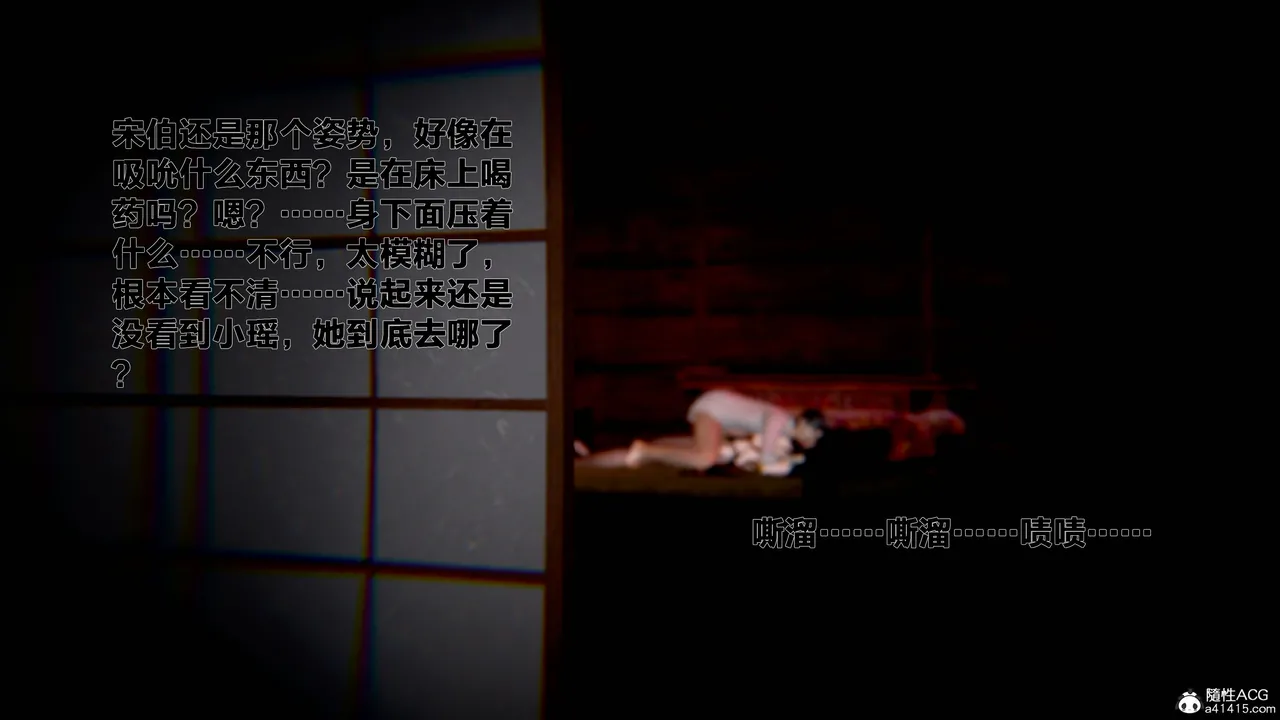 宋伯还是那个姿势，好像在
吸吮什么东西？是在床上喝
药吗？嗯？……身下面压着
什么……不行，太模糊了，
根本看不清……说起来还是
没看到小瑶，她到底去哪了
？
嘶溜……嘶溜……啧啧……
隨性ACG
a41415.com